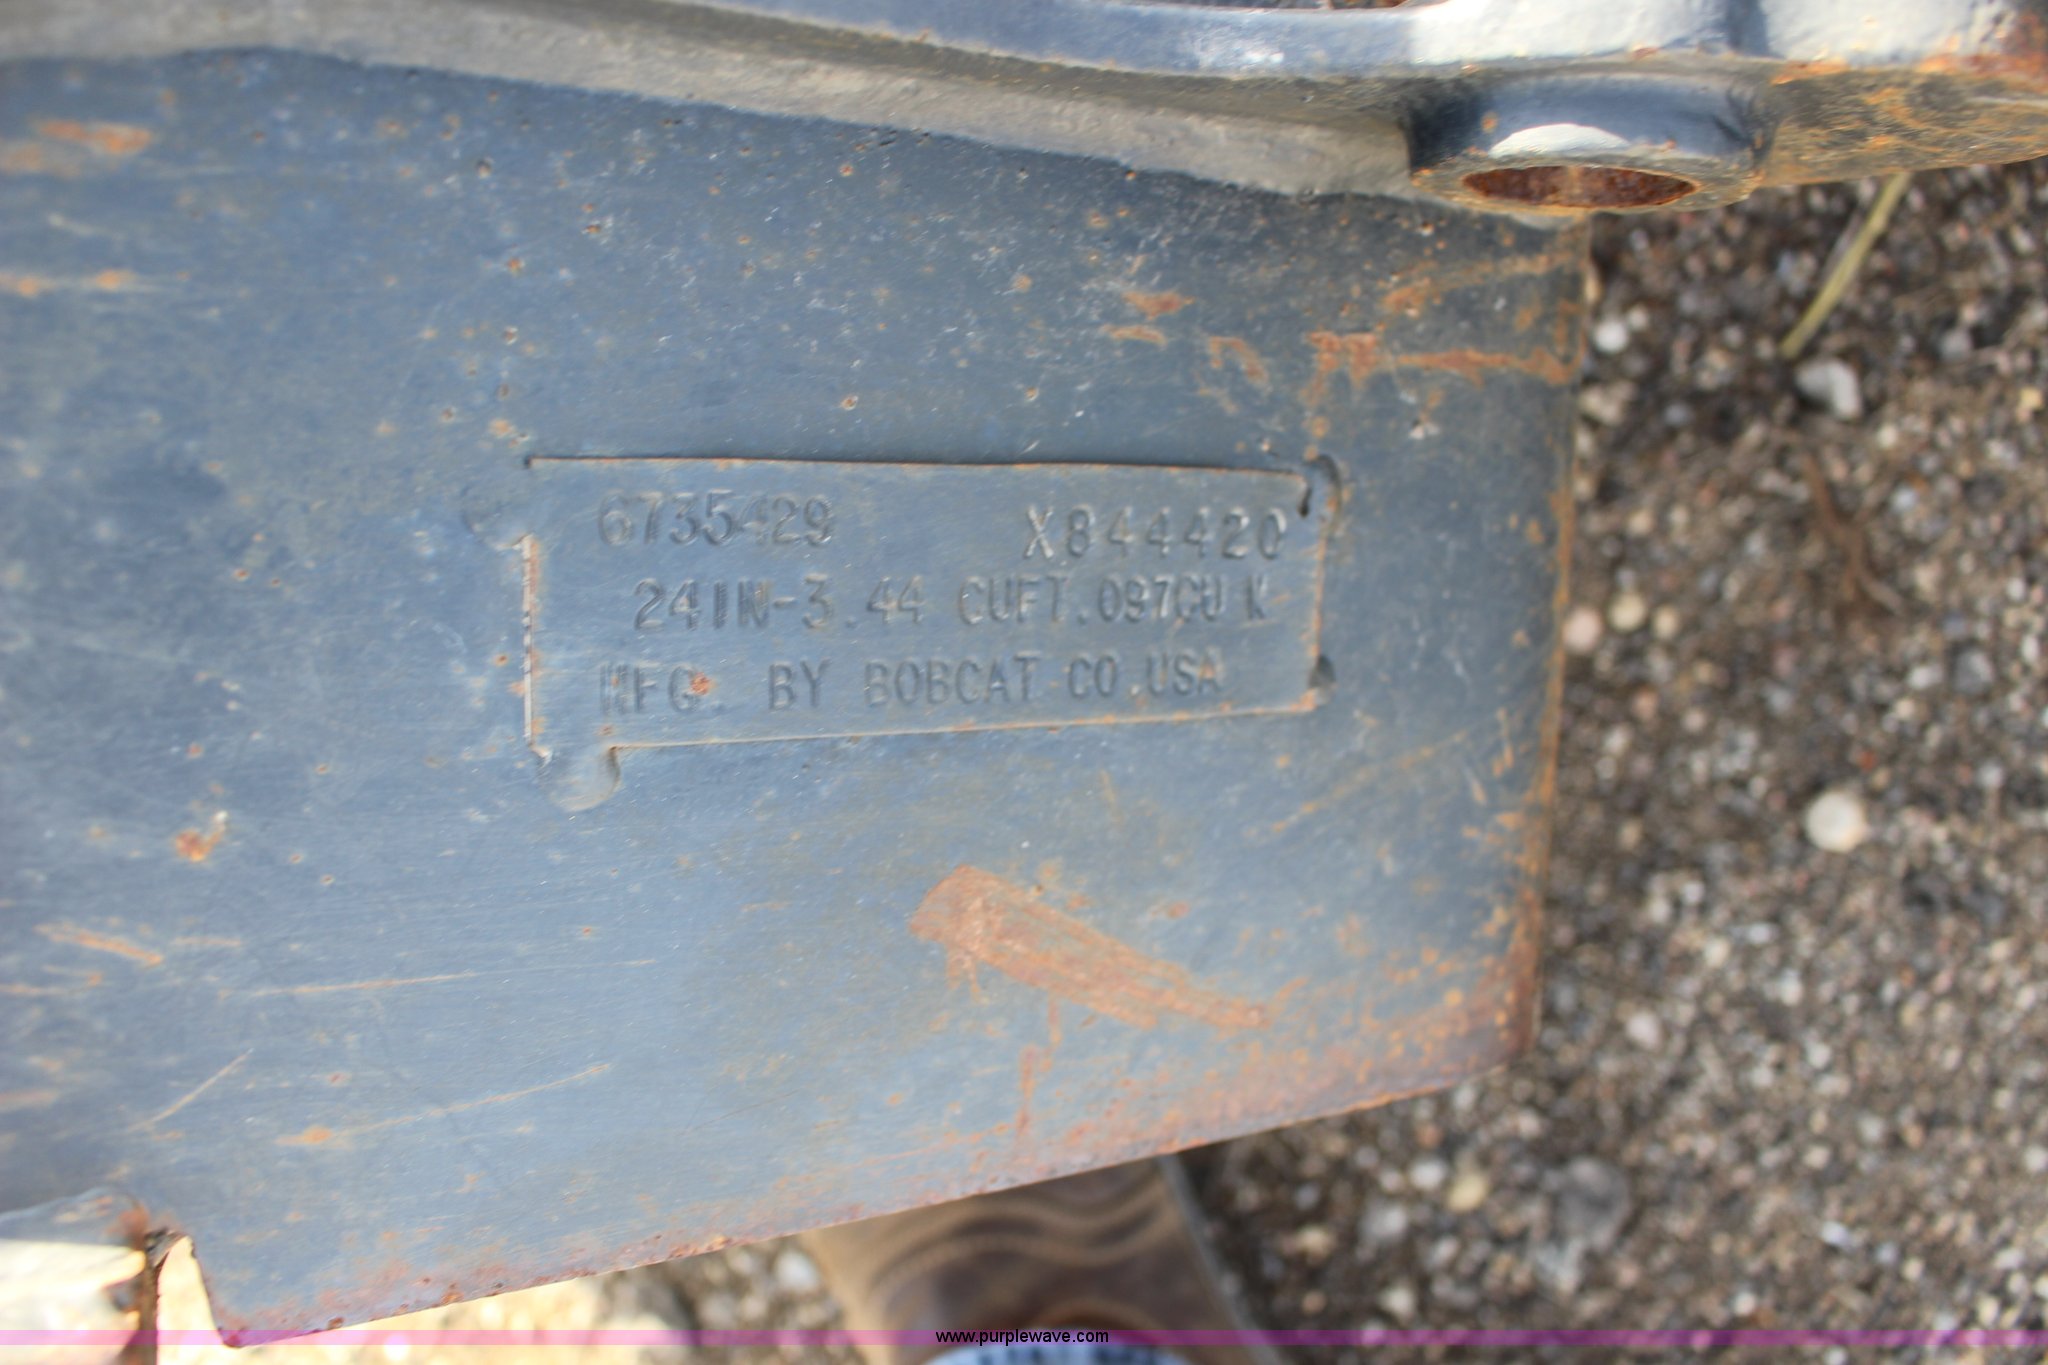 6735429 X844420
24IN-3.44 CUFT.097CU K
MFG. BY BOBCAT CO.USA
www.purplewave.com